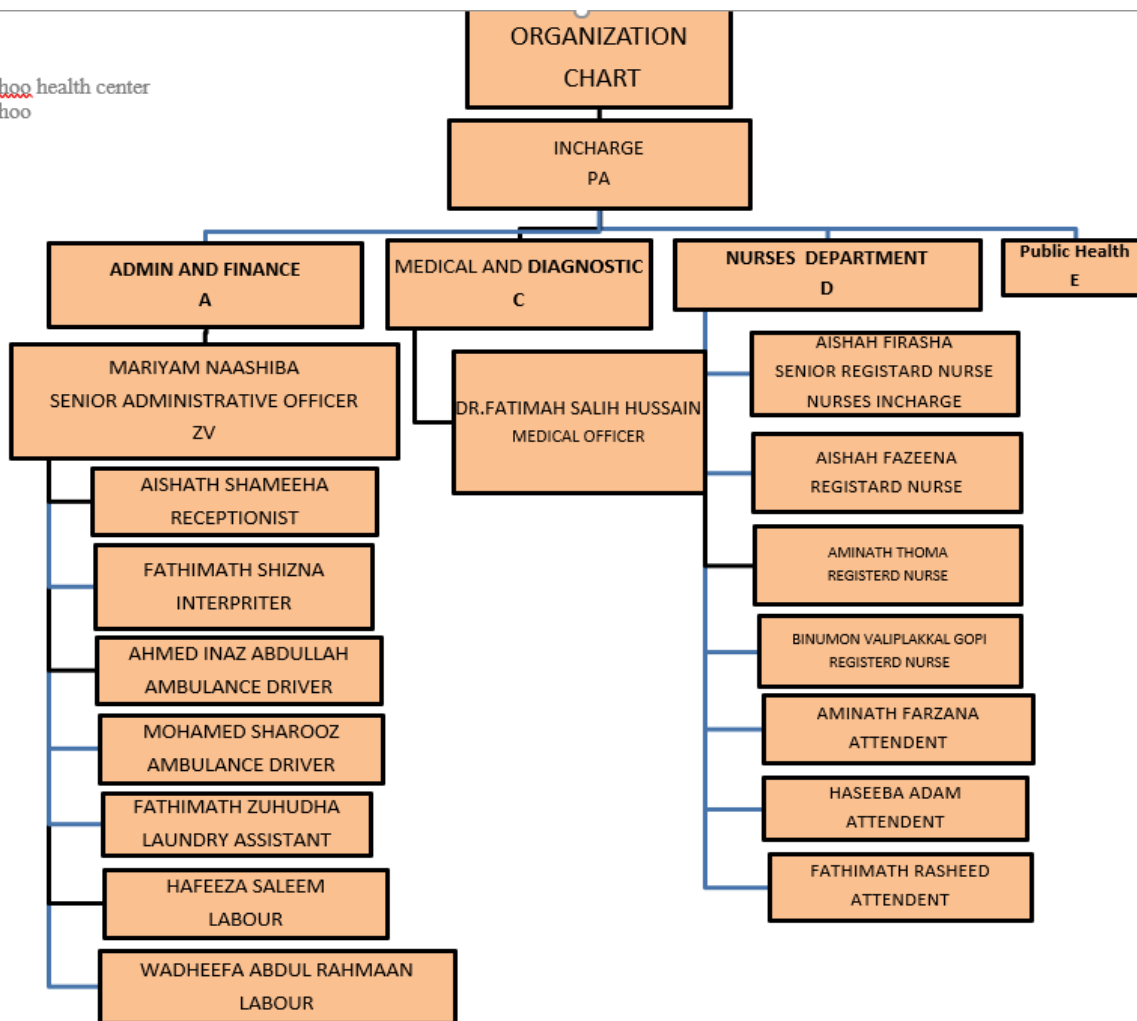 hoo health center
hoo
ORGANIZATION
CHART
INCHARGE
PA
ADMIN AND FINANCE
A
MEDICAL AND DIAGNOSTIC
C
NURSES DEPARTMENT
D
Public Health
E
MARIYAM NAASHIBA
SENIOR ADMINISTRATIVE OFFICER
ZV
AISHATH SHAMEEHA
RECEPTIONIST
FATHIMATH SHIZNA
INTERPRITER
AHMED INAZ ABDULLAH
AMBULANCE DRIVER
MOHAMED SHAROOZ
AMBULANCE DRIVER
FATHIMATH ZUHUDHA
LAUNDRY ASSISTANT
HAFEEZA SALEEM
LABOUR
WADHEEFA ABDUL RAHMAAN
LABOUR
DR.FATIMAH SALIH HUSSAIN
MEDICAL OFFICER
AISHAH FIRASHA
SENIOR REGISTARD NURSE
NURSES INCHARGE
AISHAH FAZEENA
REGISTARD NURSE
AMINATH THOMA
REGISTERD NURSE
BINUMON VALIPLAKKAL GOPI
REGISTERD NURSE
AMINATH FARZANA
ATTENDENT
HASEEBA ADAM
ATTENDENT
FATHIMATH RASHEED
ATTENDENT